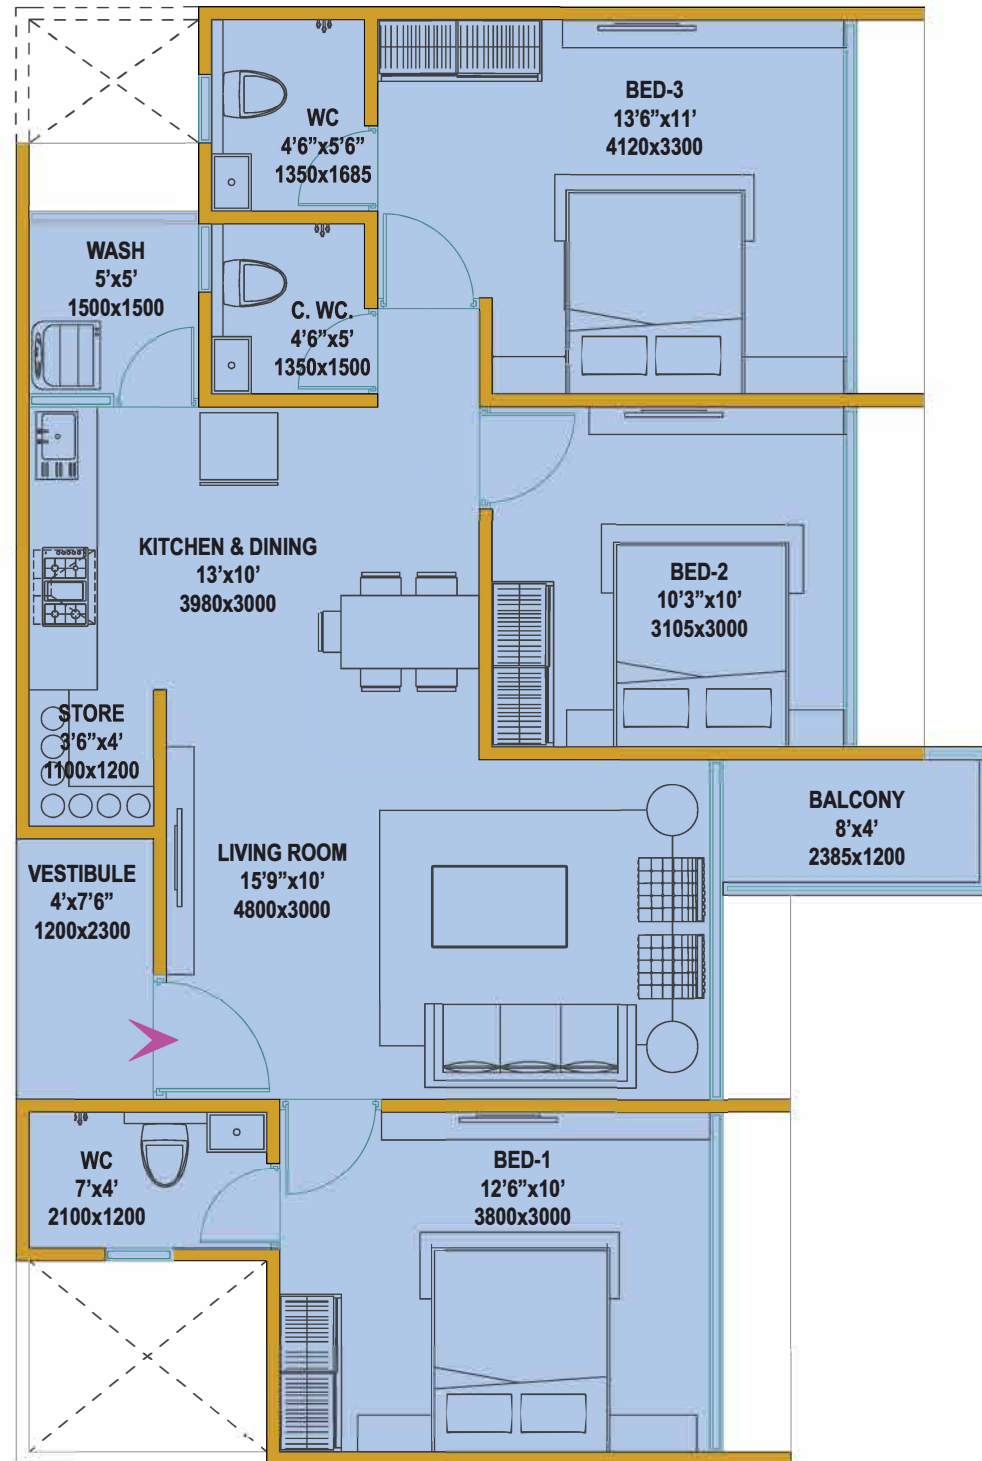 WC
4'6”x5'6”
1350x1685
BED-3
13'6”x11'
4120x3300
WASH
5'x5'
1500x1500
C. WC.
4'6”x5'
1350x1500
KITCHEN & DINING
13'x10'
3980x3000
BED-2
10'3”x10'
3105x3000
STORE
3'6”x4'
1100x1200
BALCONY
8'x4'
2385x1200
LIVING ROOM
15'9”x10'
4800x3000
VESTIBULE
4'x7'6”
1200x2300
WC
7'x4'
2100x1200
BED-1
12'6”x10'
3800x3000